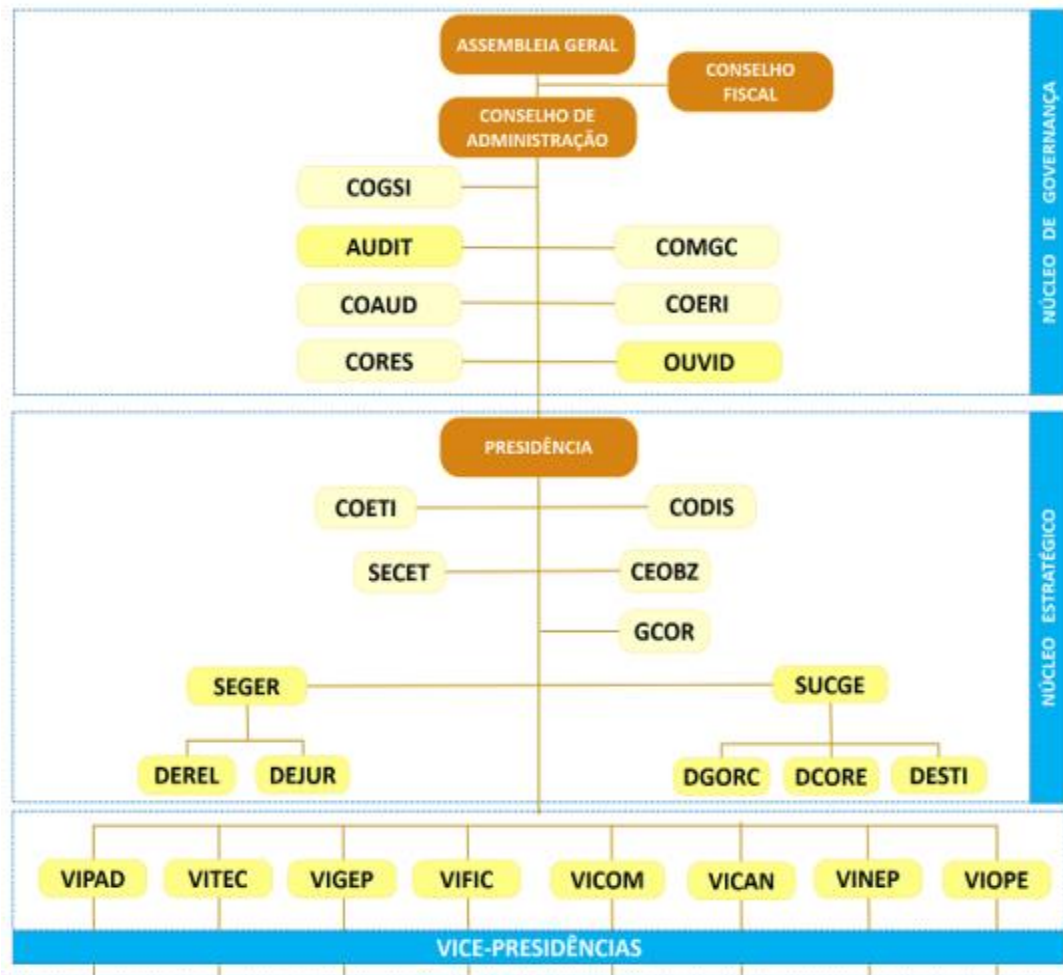 ASSEMBLEIA GERAL
CONSELHO
FISCAL
CONSELHO DE
ADMINISTRAÇÃO
COGSI
AUDIT
COMGC
COAUD
COERI
CORES
OUVID
NÚCLEO DE GOVERNANÇA
PRESIDÊNCIA
COETI
CODIS
SECET
CEOBZ
GCOR
SEGER
SUCGE
DEREL
DEJUR
DGORC
DCORE
DESTI
NÚCLEO ESTRATÉGICO
VIPAD
VITEC
VIGEP
VIFIC
VICOM
VICAN
VINEP
VIOPE
VICE-PRESIDÊNCIAS